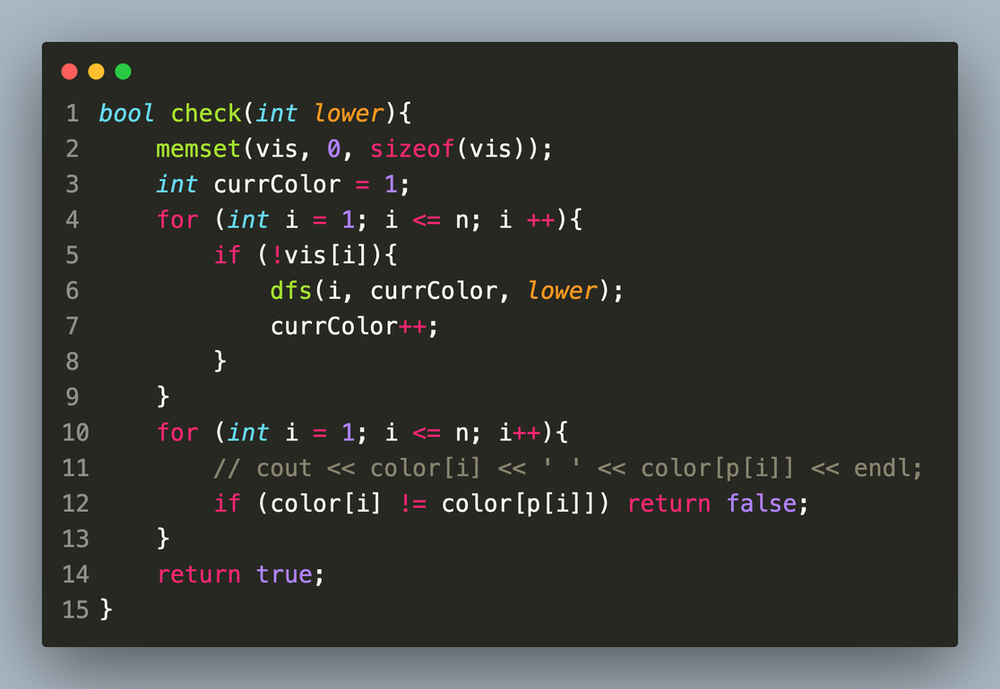 1 bool check(int lower){
2     memset(vis, 0, sizeof(vis));
3     int currColor = 1;
4     for (int i = 1; i <= n; i ++){
5         if (!vis[i]){
6             dfs(i, currColor, lower);
7             currColor++;
8         }
9     }
10     for (int i = 1; i <= n; i++){
11         // cout << color[i] << ' ' << color[p[i]] << endl;
12         if (color[i] != color[p[i]]) return false;
13     }
14     return true;
15 }